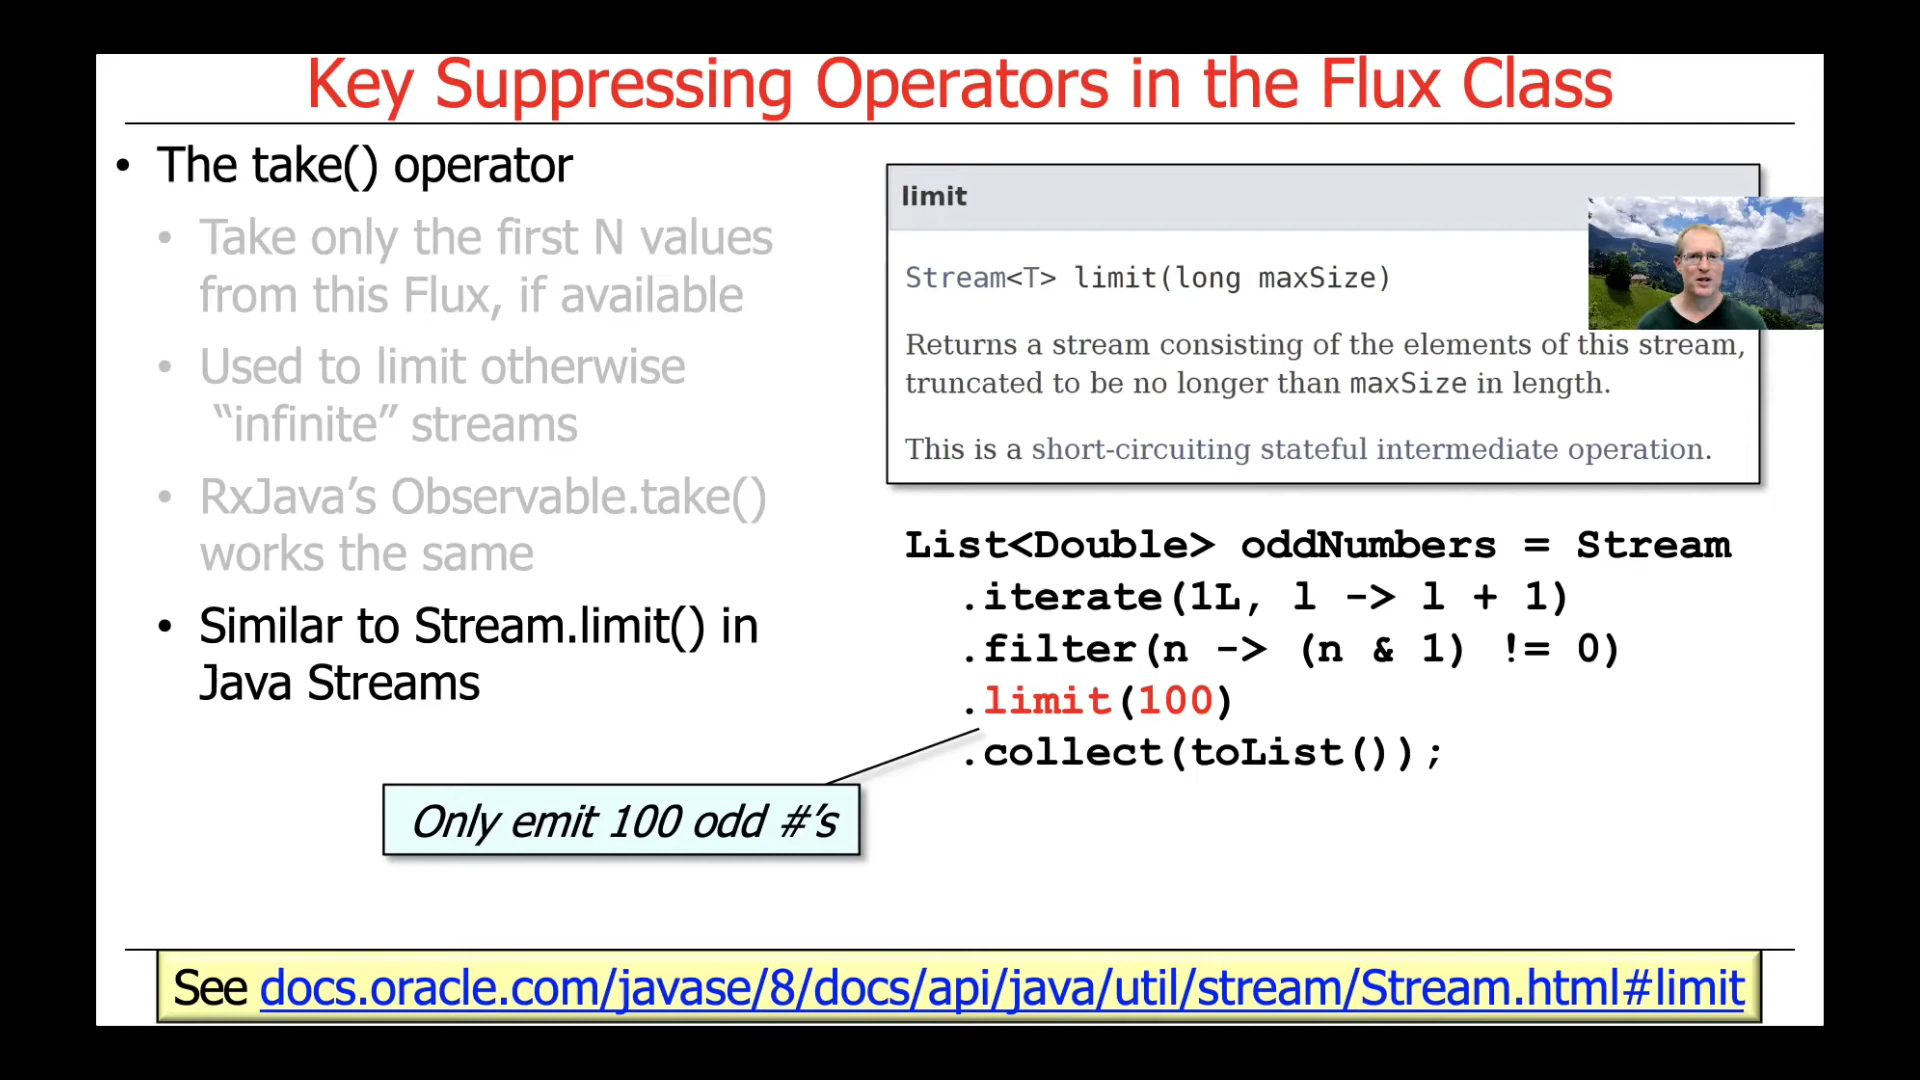 Key Suppressing Operators in the Flux Class
• The take() operator
• Take only the first N values
from this Flux, if available
• Used to limit otherwise
“infinite” streams
• RxJava’s Observable.take()
works the same
• Similar to Stream.limit() in
Java Streams
limit
Stream<T> limit(long maxSize)
Returns a stream consisting of the elements of this stream,
truncated to be no longer than maxSize in length.
This is a short-circuiting stateful intermediate operation.
List<Double> oddNumbers = Stream
.iterate(1L, l -> l + 1)
.filter(n -> (n & 1) != 0)
.limit(100)
.collect(toList());
Only emit 100 odd #’s
See docs.oracle.com/javase/8/docs/api/java/util/stream/Stream.html#limit